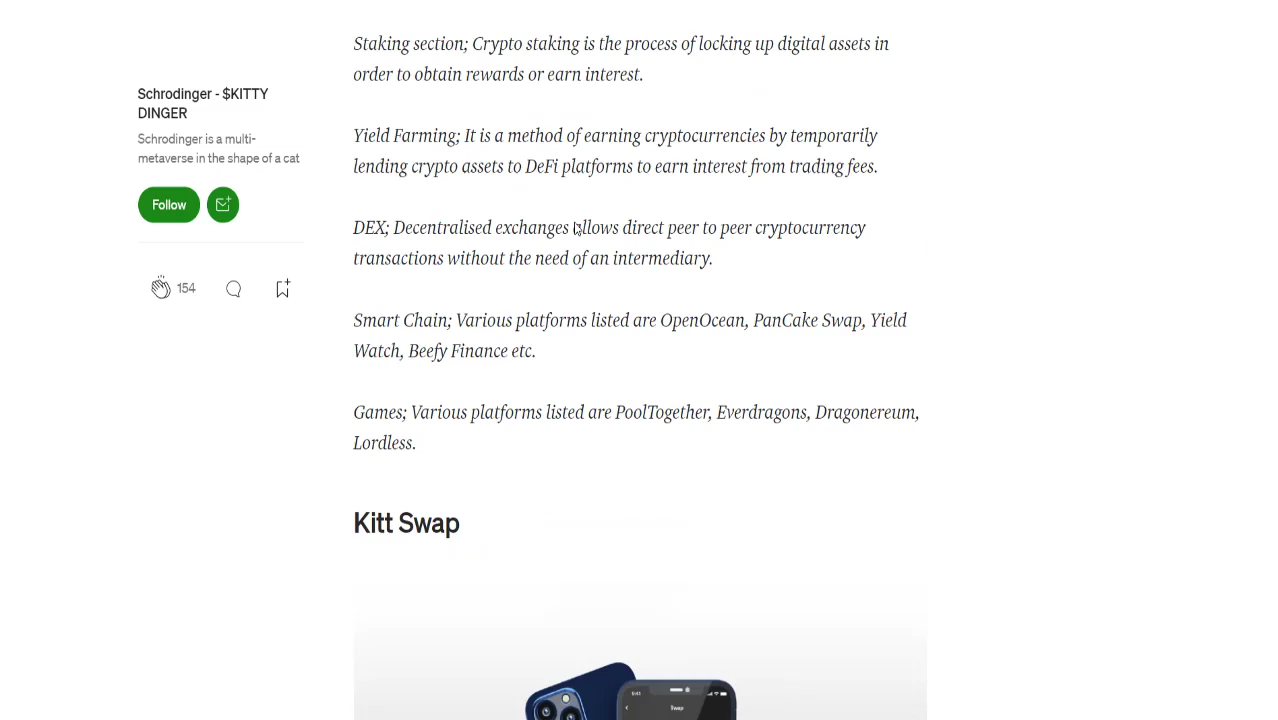 Staking section; Crypto staking is the process of locking up digital assets in
order to obtain rewards or earn interest.
Schrodinger - $KITTY
DINGER
Schrodinger is a multi-
metaverse in the shape of a cat
Follow
154
Yield Farming; It is a method of earning cryptocurrencies by temporarily
lending crypto assets to DeFi platforms to earn interest from trading fees.
DEX; Decentralised exchanges allows direct peer to peer cryptocurrency
transactions without the need of an intermediary.
Smart Chain; Various platforms listed are OpenOcean, PanCake Swap, Yield
Watch, Beefy Finance etc.
Games; Various platforms listed are PoolTogether, Everdragons, Dragonereum,
Lordless.
Kitt Swap
5:41
Swap